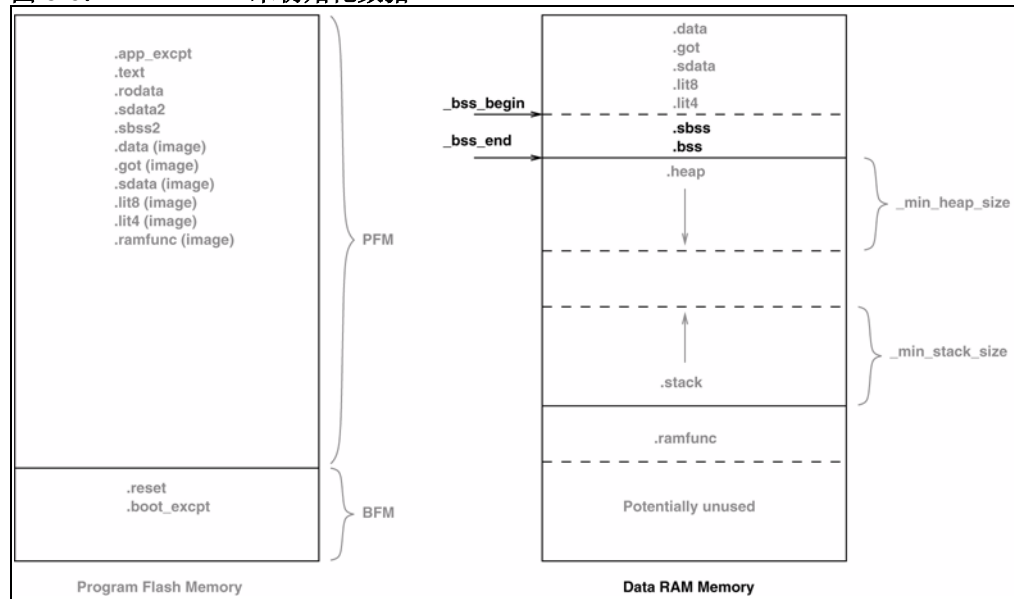 .app_excpt
.text
.rodata
.sdata2
.sbss2
.data (image)
.got (image)
.sdata (image)
.lit8 (image)
.lit4 (image)
.ramfunc (image)
PFM
.reset
.boot_excpt
BFM
Program Flash Memory
.data
.got
.sdata
.lit8
.lit4
_bss_begin
.sbss
_bss_end
.bss
.heap
_min_heap_size
_min_stack_size
.stack
.ramfunc
Potentially unused
Data RAM Memory